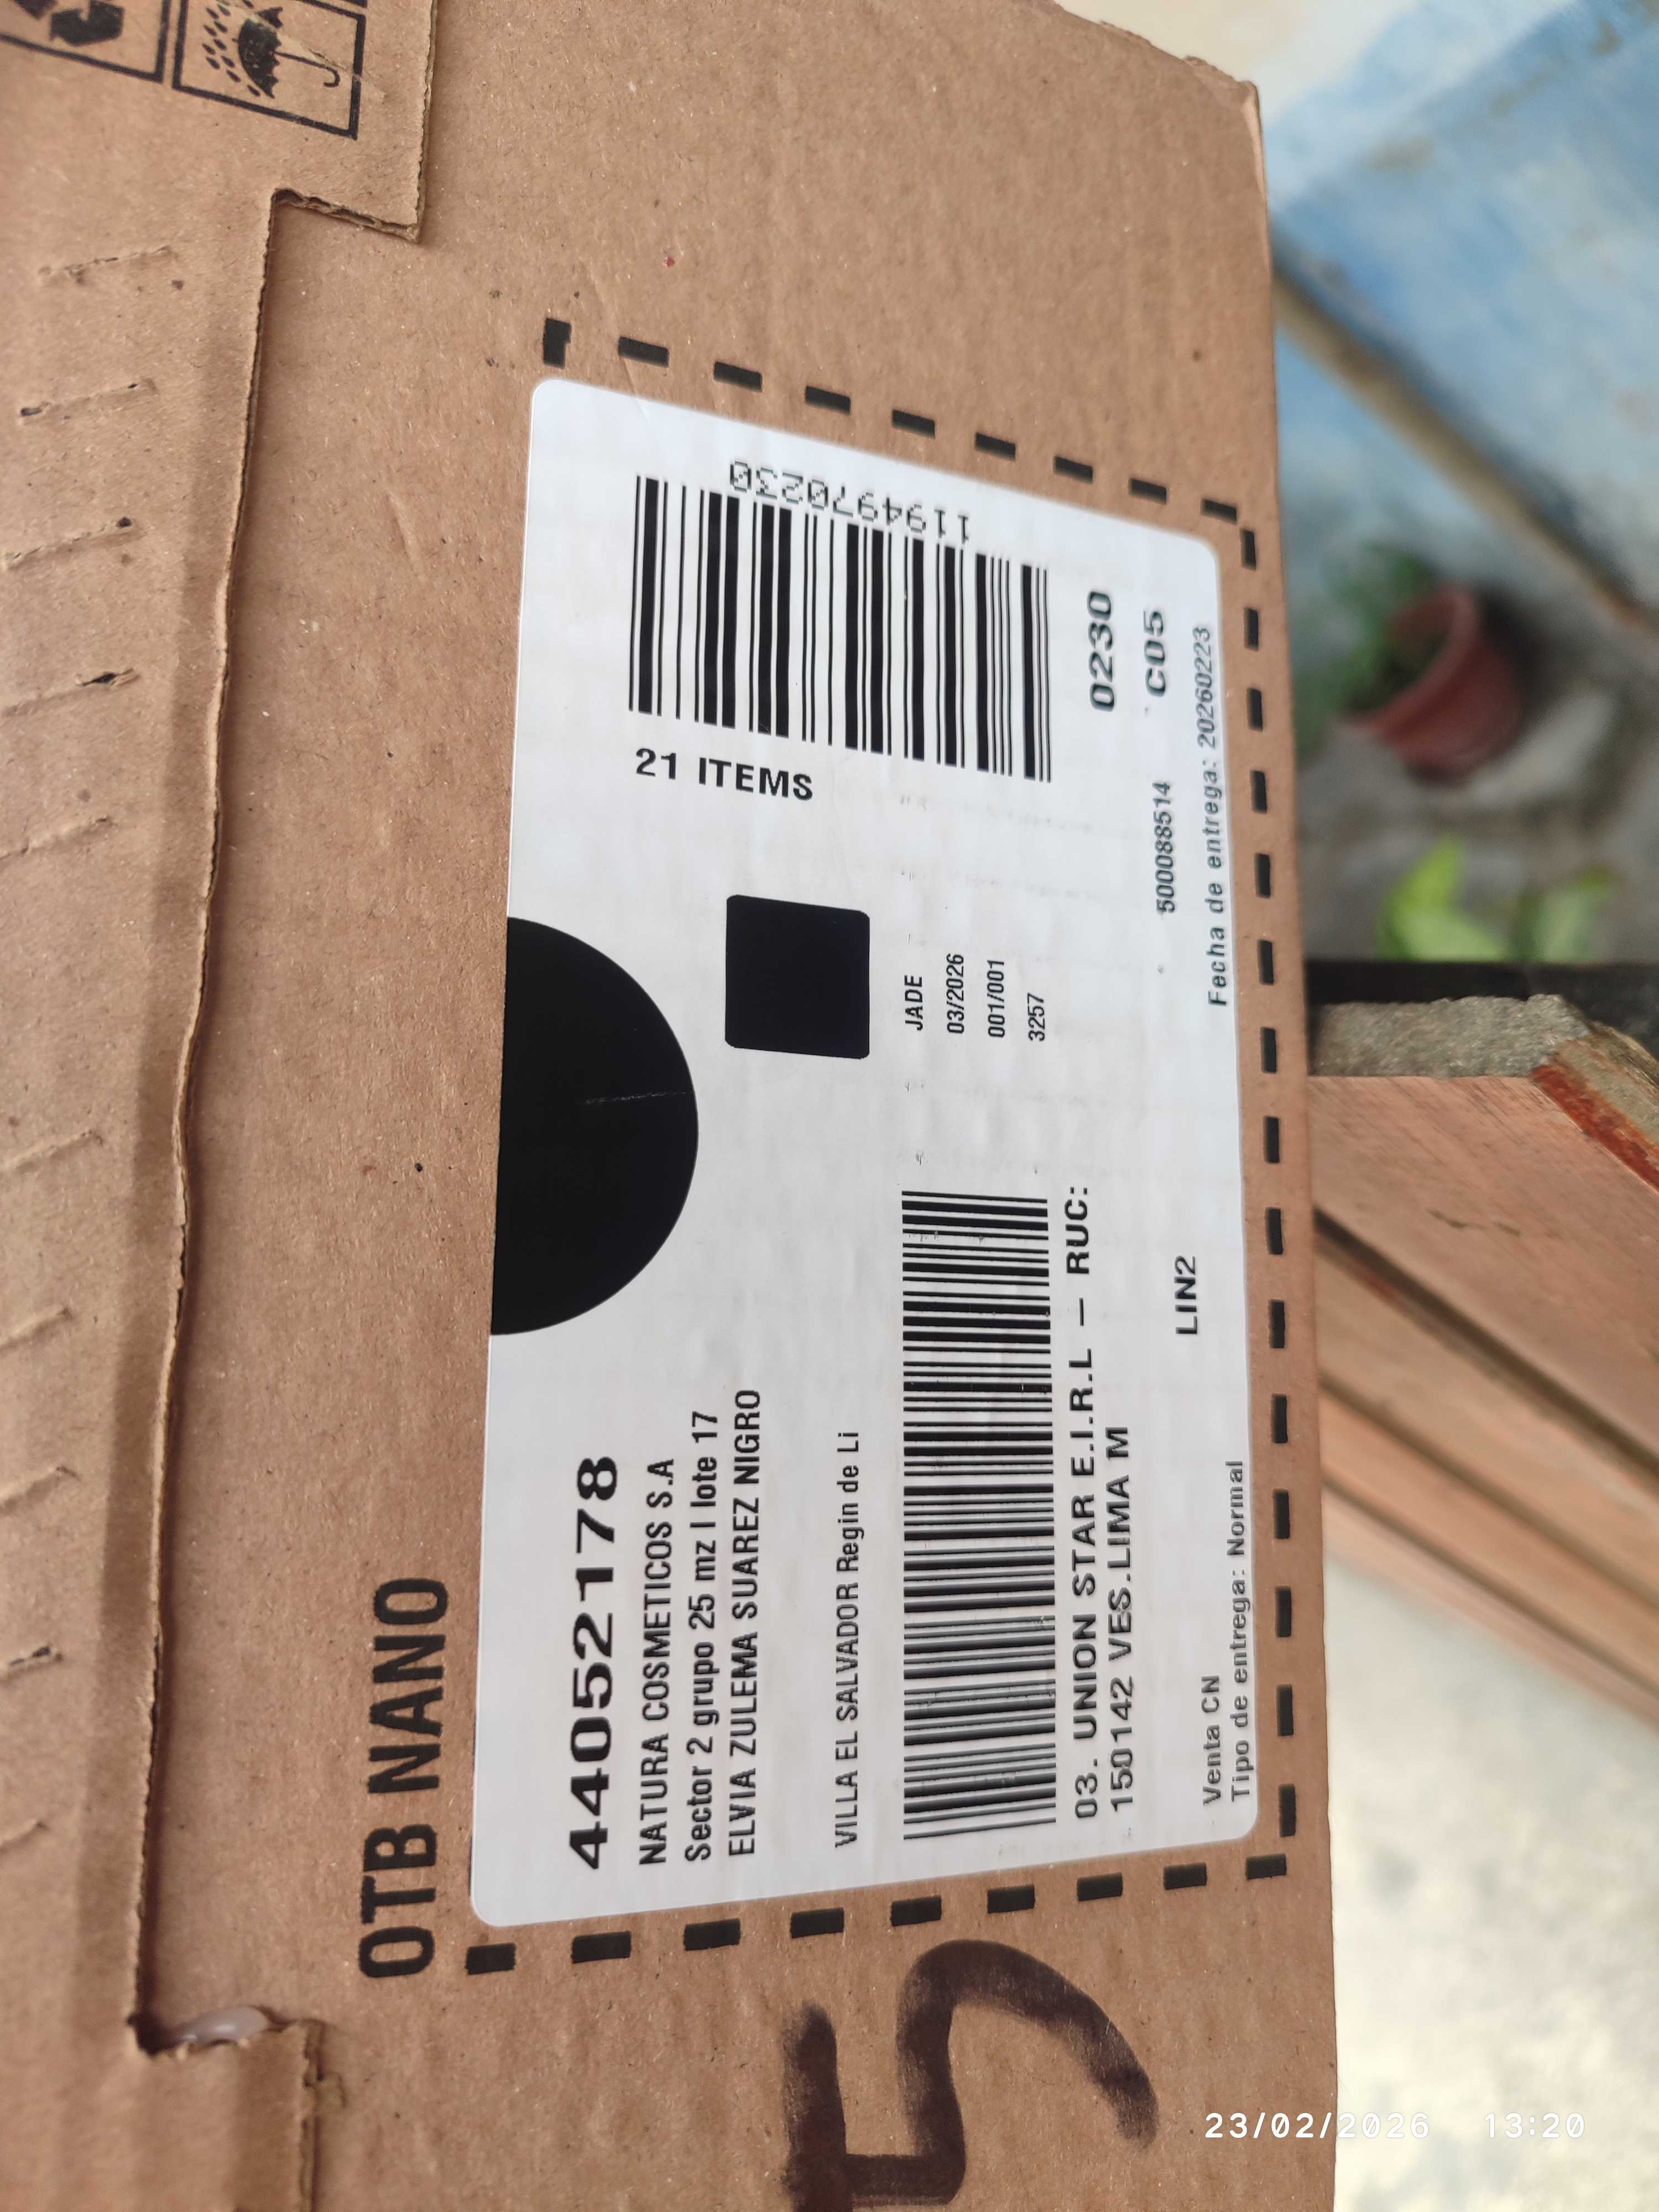 OTB NANO
44052178
NATURA COSMETICOS S.A
Sector 2 grupo 25 mz I lote 17
ELVIA ZULEMA SUAREZ NIGRO
VILLA EL SALVADOR Regin de Li
21 ITEMS
1194970230
JADE
03/2026
001/001
3257
03. UNION STAR E.I.R.L – RUC:
150142 VES.LIMA M
0230
C05
LIN2
500088514
Venta CN
Tipo de entrega: Normal
Fecha de entrega: 20260223
5
23/02/2026 13:20